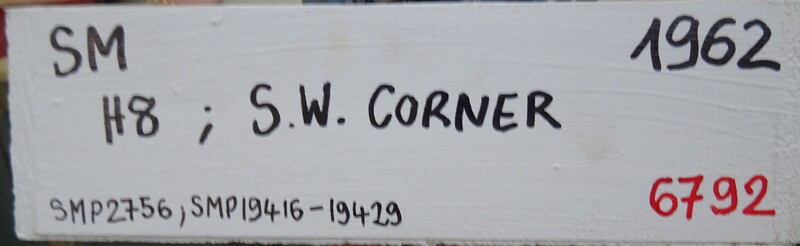 SM 1962
H8 ; S.W. CORNER
SMP2756, SMP19416-19429 6792